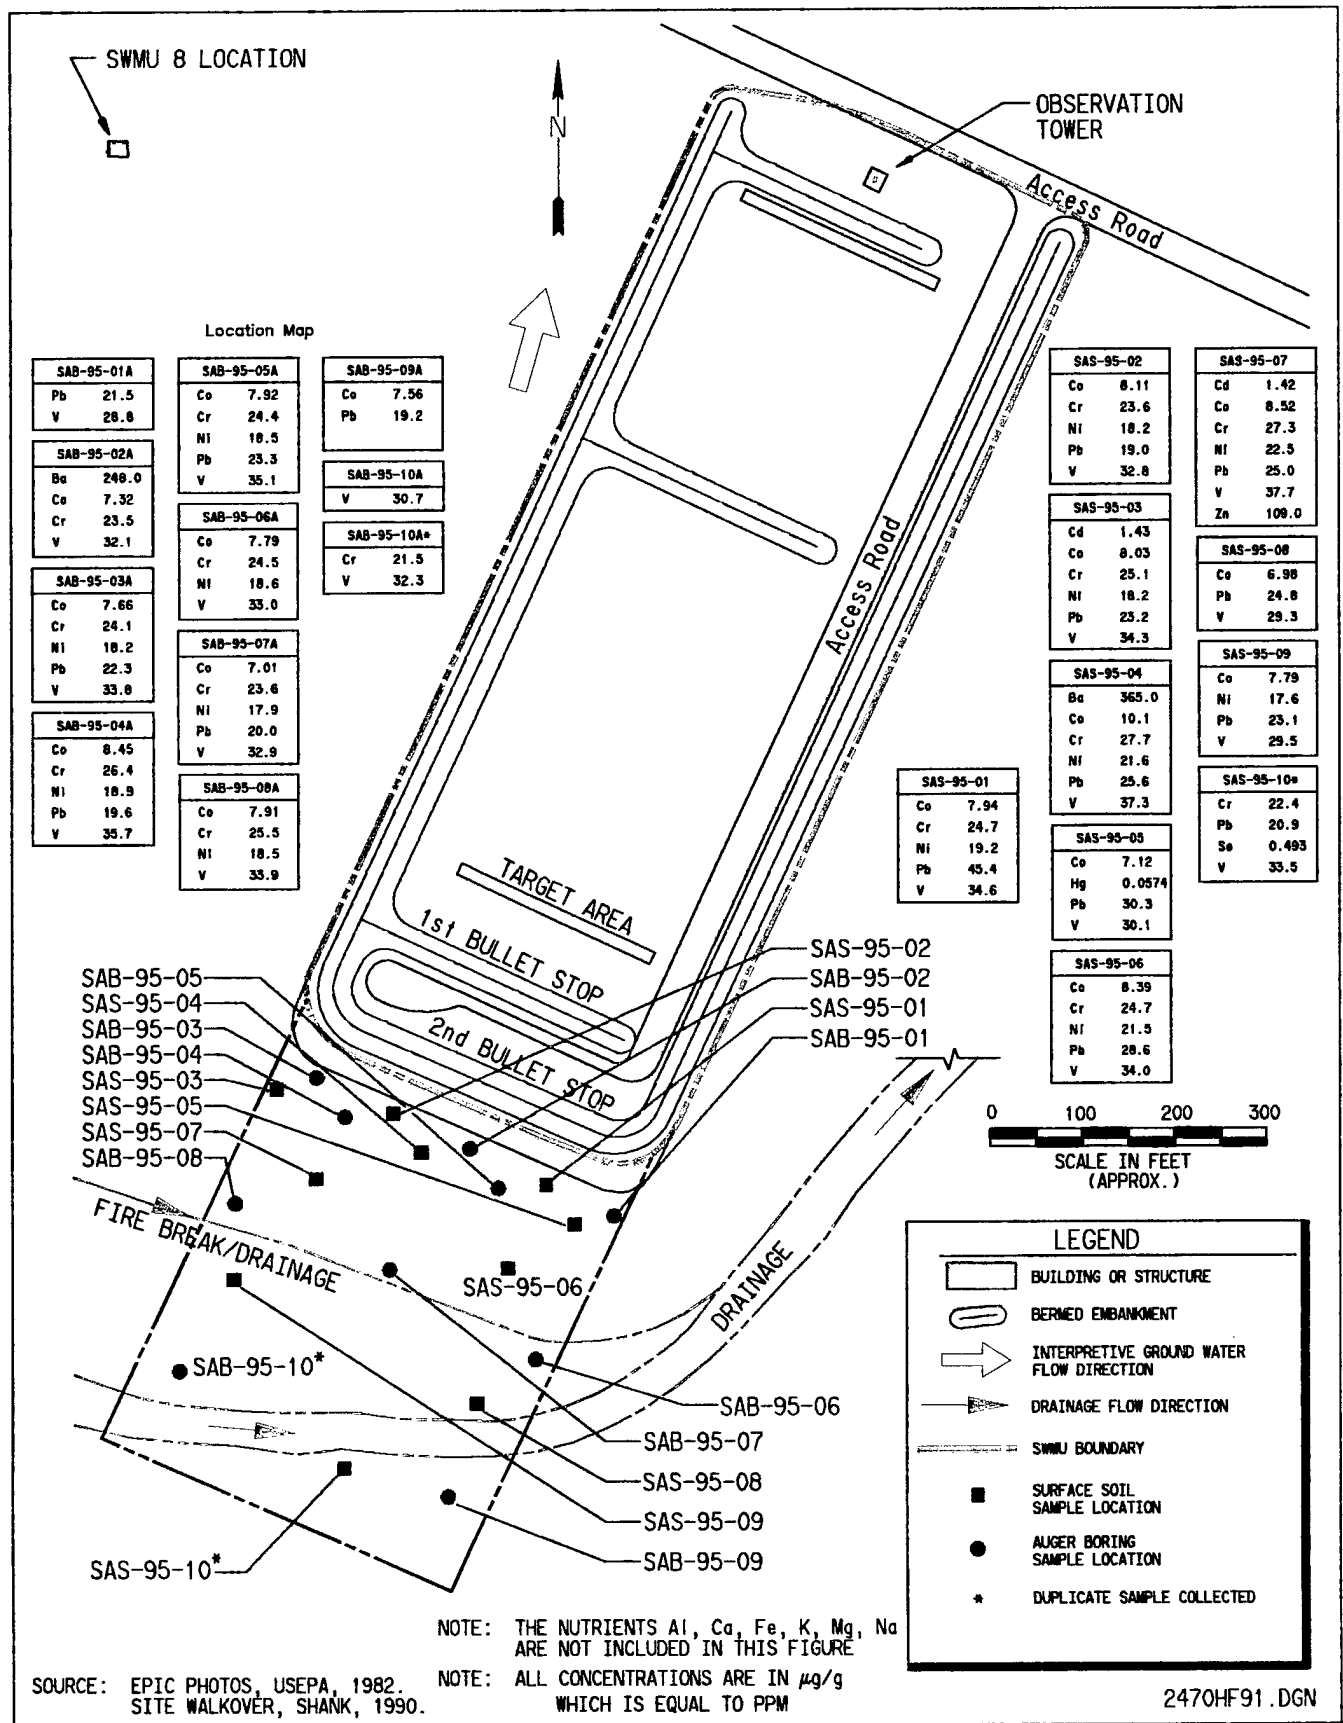 SWMU 8 LOCATION
N
OBSERVATION
TOWER
Access Road
Access Road
Location Map
SAB-95-01A
Pb 21.5
V 28.8
SAB-95-02A
Ba 248.0
Co 7.32
Cr 23.5
V 32.1
SAB-95-03A
Co 7.66
Cr 24.1
Ni 18.2
Pb 22.3
V 33.8
SAB-95-04A
Co 8.45
Cr 26.4
Ni 18.9
Pb 19.6
V 35.7
SAB-95-05A
Co 7.92
Cr 24.4
Ni 18.5
Pb 23.3
V 35.1
SAB-95-06A
Co 7.79
Cr 24.5
Ni 18.6
V 33.0
SAB-95-07A
Co 7.01
Cr 23.6
Ni 17.9
Pb 20.0
V 32.9
SAB-95-08A
Co 7.91
Cr 25.5
Ni 18.5
V 33.9
SAB-95-09A
Co 7.56
Pb 19.2
SAB-95-10A
V 30.7
SAB-95-10A*
Cr 21.5
V 32.3
SAS-95-01
Co 7.94
Cr 24.7
Ni 19.2
Pb 45.4
V 34.6
SAS-95-02
Co 8.11
Cr 23.6
Ni 18.2
Pb 19.0
V 32.8
SAS-95-03
Cd 1.43
Co 8.03
Cr 25.1
Ni 18.2
Pb 23.2
V 34.3
SAS-95-04
Ba 365.0
Co 10.1
Cr 27.7
Ni 21.6
Pb 25.6
V 37.3
SAS-95-05
Co 7.12
Hg 0.0574
Pb 30.3
V 30.1
SAS-95-06
Co 8.39
Cr 24.7
Ni 21.5
Pb 28.6
V 34.0
SAS-95-07
Cd 1.42
Co 8.52
Cr 27.3
Ni 22.5
Pb 25.0
V 37.7
Zn 109.0
SAS-95-08
Co 6.98
Pb 24.8
V 29.3
SAS-95-09
Co 7.79
Ni 17.6
Pb 23.1
V 29.5
SAS-95-10*
Cr 22.4
Pb 20.9
Se 0.493
V 33.5
TARGET AREA
1st BULLET STOP
2nd BULLET STOP
SAB-95-05
SAS-95-04
SAB-95-03
SAB-95-04
SAS-95-03
SAS-95-05
SAS-95-07
SAB-95-08
SAS-95-02
SAB-95-02
SAS-95-01
SAB-95-01
FIRE BREAK/DRAINAGE
SAS-95-06
DRAINAGE
SAB-95-10*
SAB-95-06
SAB-95-07
SAS-95-08
SAS-95-09
SAB-95-09
SAS-95-10*
0 100 200 300
SCALE IN FEET
(APPROX.)
LEGEND
BUILDING OR STRUCTURE
BERMED EMBANKMENT
INTERPRETIVE GROUND WATER
FLOW DIRECTION
DRAINAGE FLOW DIRECTION
SWMU BOUNDARY
SURFACE SOIL
SAMPLE LOCATION
AUGER BORING
SAMPLE LOCATION
* DUPLICATE SAMPLE COLLECTED
NOTE: THE NUTRIENTS Al, Ca, Fe, K, Mg, Na
ARE NOT INCLUDED IN THIS FIGURE
NOTE: ALL CONCENTRATIONS ARE IN µg/g
WHICH IS EQUAL TO PPM
SOURCE: EPIC PHOTOS, USEPA, 1982.
SITE WALKOVER, SHANK, 1990.
2470HF91.DGN